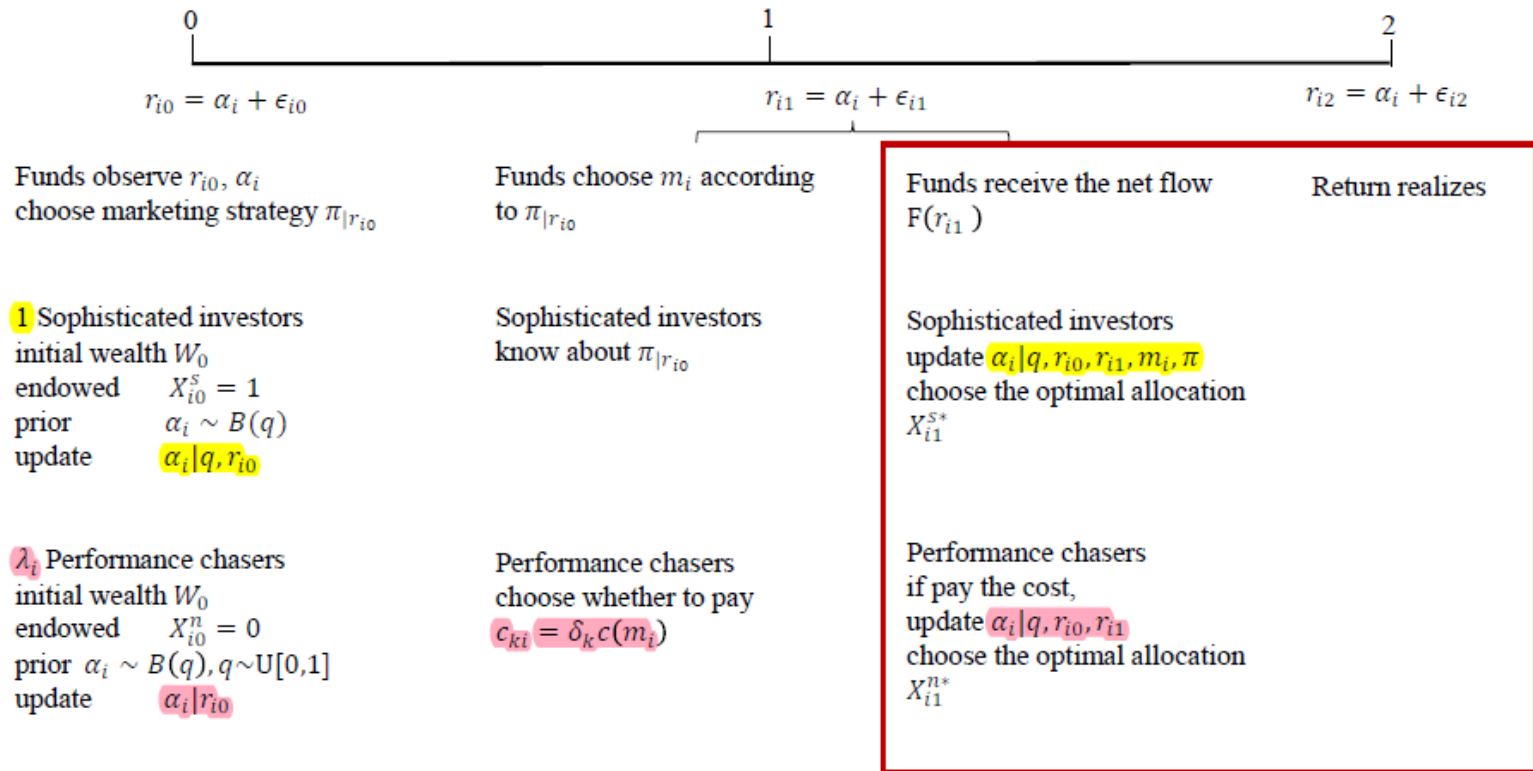 0
1
2
r_{i0} = α_i + ϵ_{i0}
r_{i1} = α_i + ϵ_{i1}
r_{i2} = α_i + ϵ_{i2}
Funds observe r_{i0}, α_i
choose marketing strategy π_{|r_{i0}}
Funds choose m_i according
to π_{|r_{i0}}
Funds receive the net flow
F(r_{i1} )
Return realizes
1 Sophisticated investors
initial wealth W_0
endowed X_{i0}^s = 1
prior α_i ~ B(q)
update α_i|q, r_{i0}
Sophisticated investors
know about π_{|r_{i0}}
Sophisticated investors
update α_i|q, r_{i0}, r_{i1}, m_i, π
choose the optimal allocation
X_{i1}^{s*}
λ_i Performance chasers
initial wealth W_0
endowed X_{i0}^n = 0
prior α_i ~ B(q), q~U[0,1]
update α_i|r_{i0}
Performance chasers
choose whether to pay
c_{ki} = δ_k c(m_i)
Performance chasers
if pay the cost,
update α_i|q, r_{i0}, r_{i1}
choose the optimal allocation
X_{i1}^{n*}